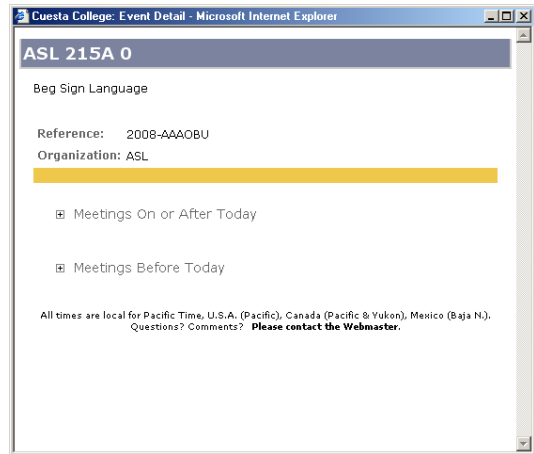 Cuesta College: Event Detail - Microsoft Internet Explorer
ASL 215A 0
Beg Sign Language
Reference: 2008-AAAOBU
Organization: ASL
Meetings On or After Today
Meetings Before Today
All times are local for Pacific Time, U.S.A. (Pacific), Canada (Pacific & Yukon), Mexico (Baja N.).
Questions? Comments? Please contact the Webmaster.